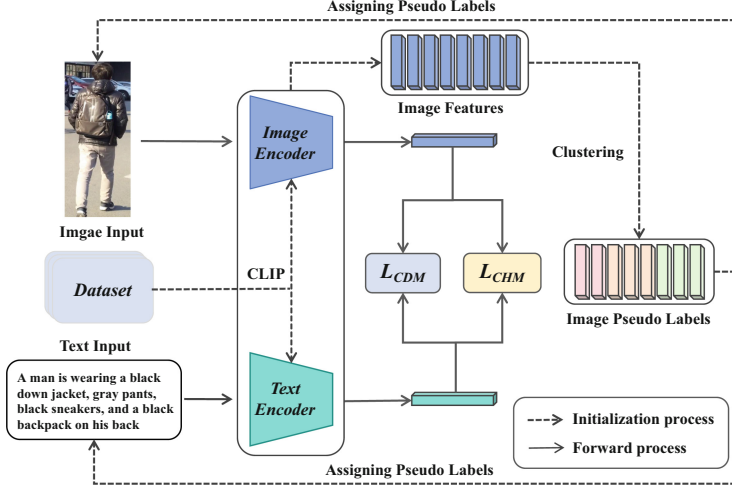 Assigning Pseudo Labels
Image
Encoder
Image Features
Clustering
Imgae Input
Dataset
CLIP
L_CDM
L_CHM
Image Pseudo Labels
Text Input
A man is wearing a black
down jacket, gray pants,
black sneakers, and a black
backpack on his back
Text
Encoder
Initialization process
Forward process
Assigning Pseudo Labels